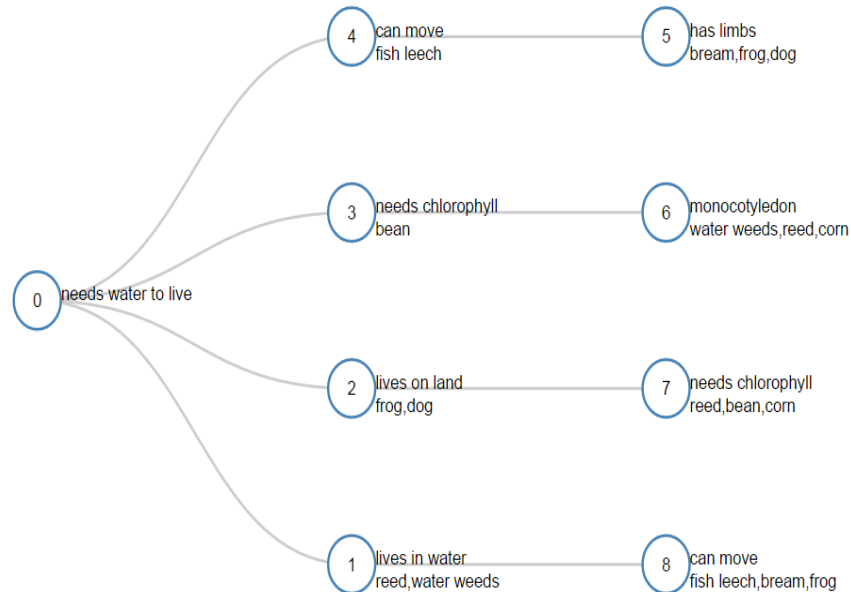 4
can move
fish leech
5
has limbs
bream,frog,dog
3
needs chlorophyll
bean
6
monocotyledon
water weeds,reed,corn
0
needs water to live
2
lives on land
frog,dog
7
needs chlorophyll
reed,bean,corn
1
lives in water
reed,water weeds
8
can move
fish leech,bream,frog